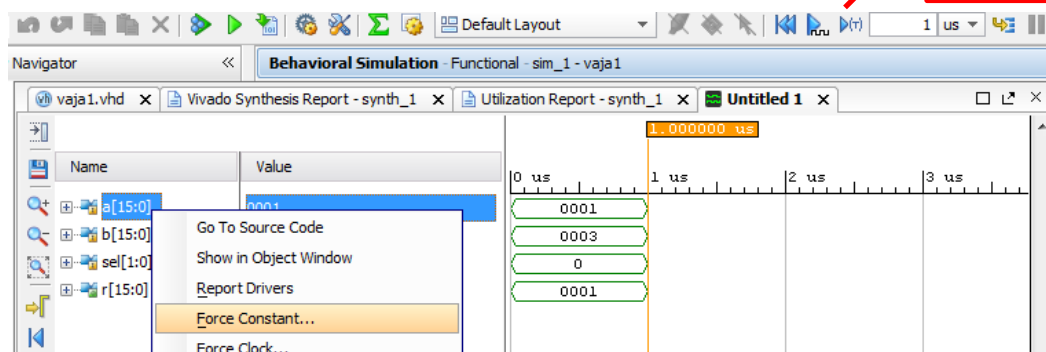 Default Layout (T) 1 us
Navigator « Behavioral Simulation - Functional - sim_1 - vaja1
vaja1.vhd x Vivado Synthesis Report - synth_1 x Utilization Report - synth_1 x Untitled 1 x
1.000000 us
Name Value
0 us 1 us 2 us 3 us
a[15:0] 0001 0001
b[15:0] 0003
sel[1:0] 0
r[15:0] 0001
Go To Source Code
Show in Object Window
Report Drivers
Force Constant...
Force Clock...